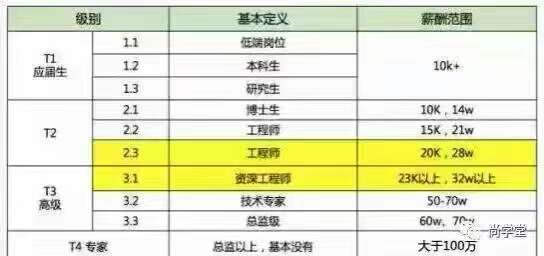 级别 基本定义 薪酬范围
T1 应届生 1.1 低端岗位 10k+
1.2 本科生
1.3 研究生
T2 2.1 博士生 10K，14w
2.2 工程师 15K，21w
2.3 工程师 20K，28w
T3 高级 3.1 资深工程师 23K以上，32w以上
3.2 技术专家 50-70w
3.3 总监级 60w、70w
T4 专家 总监以上，基本没有 大于100万
尚学堂